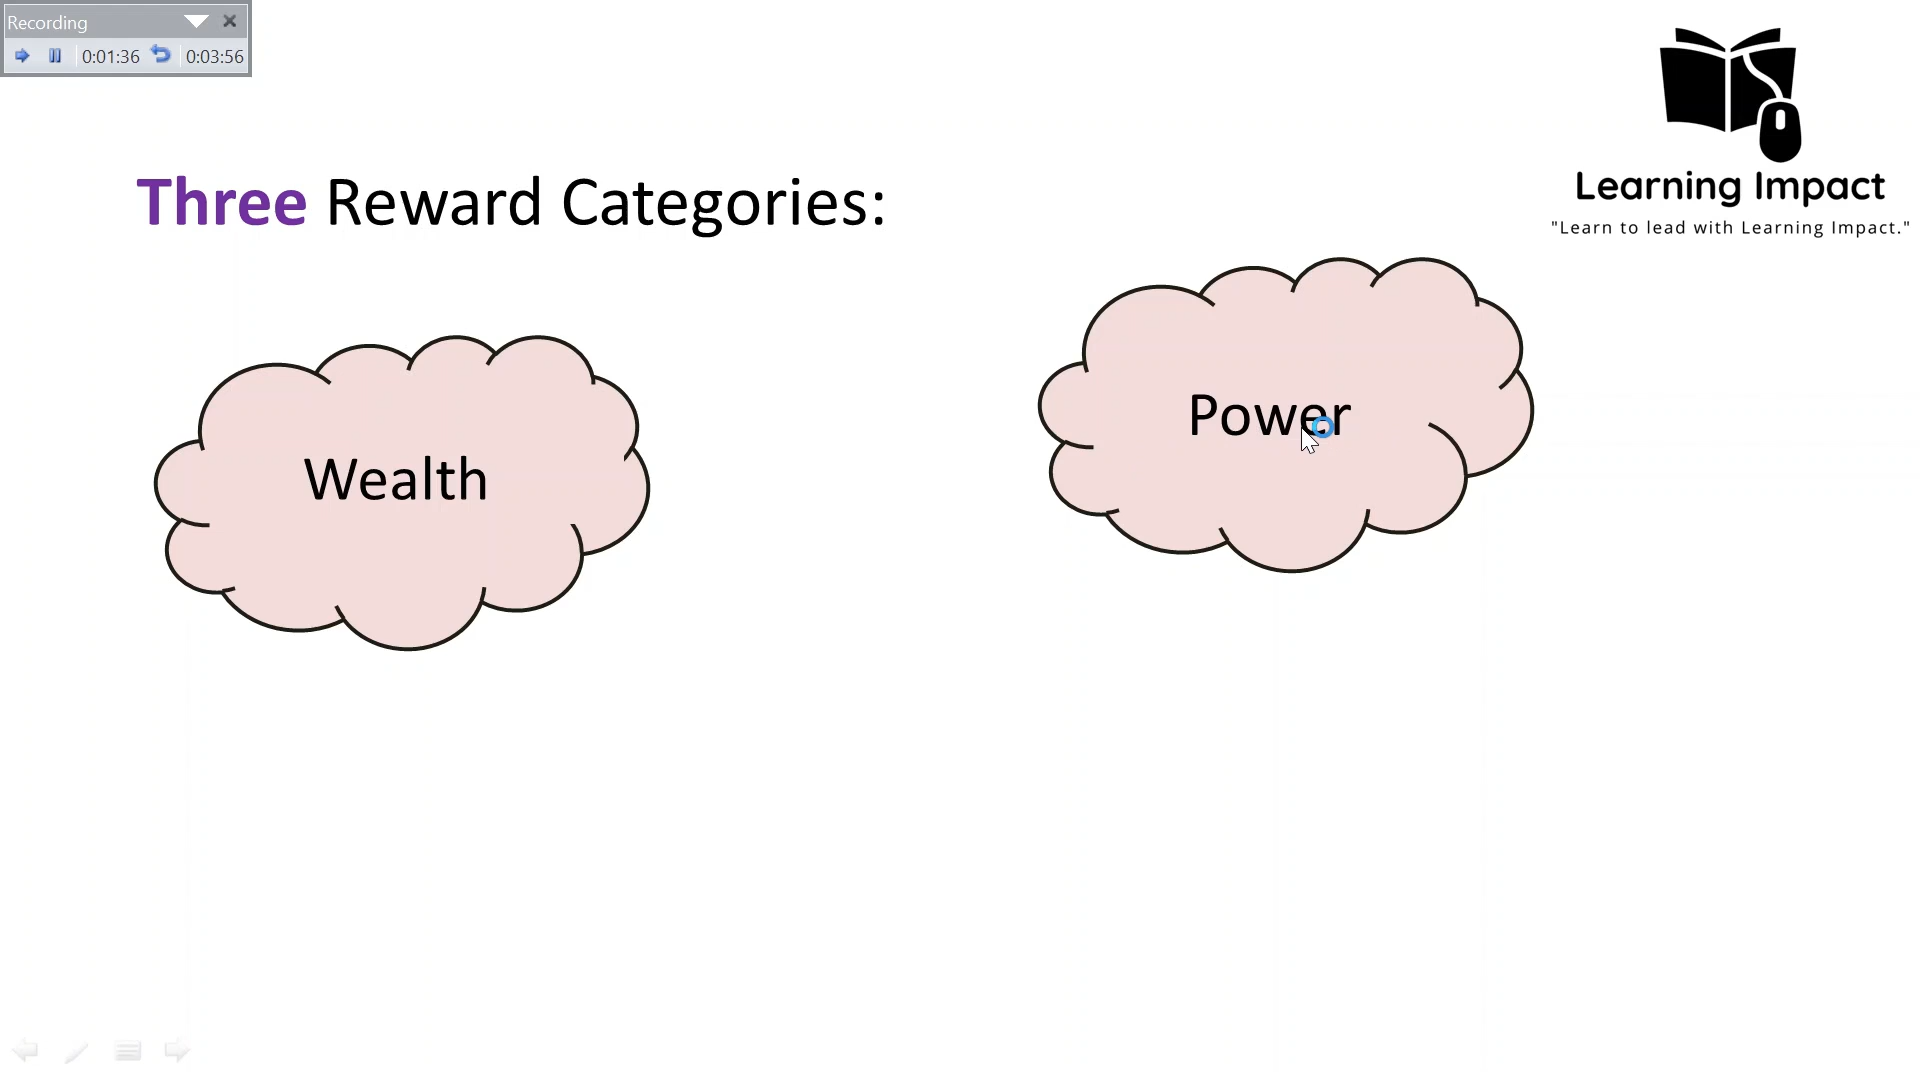 Recording
0:01:36 0:03:56
Learning Impact
"Learn to lead with Learning Impact."
Three Reward Categories:
Wealth
Power